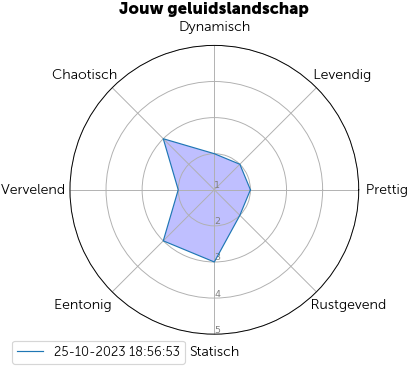 Jouw geluidslandschap
Dynamisch
Chaotisch
Levendig
Vervelend
Prettig
1
2
3
4
5
Eentonig
Rustgevend
25-10-2023 18:56:53
Statisch